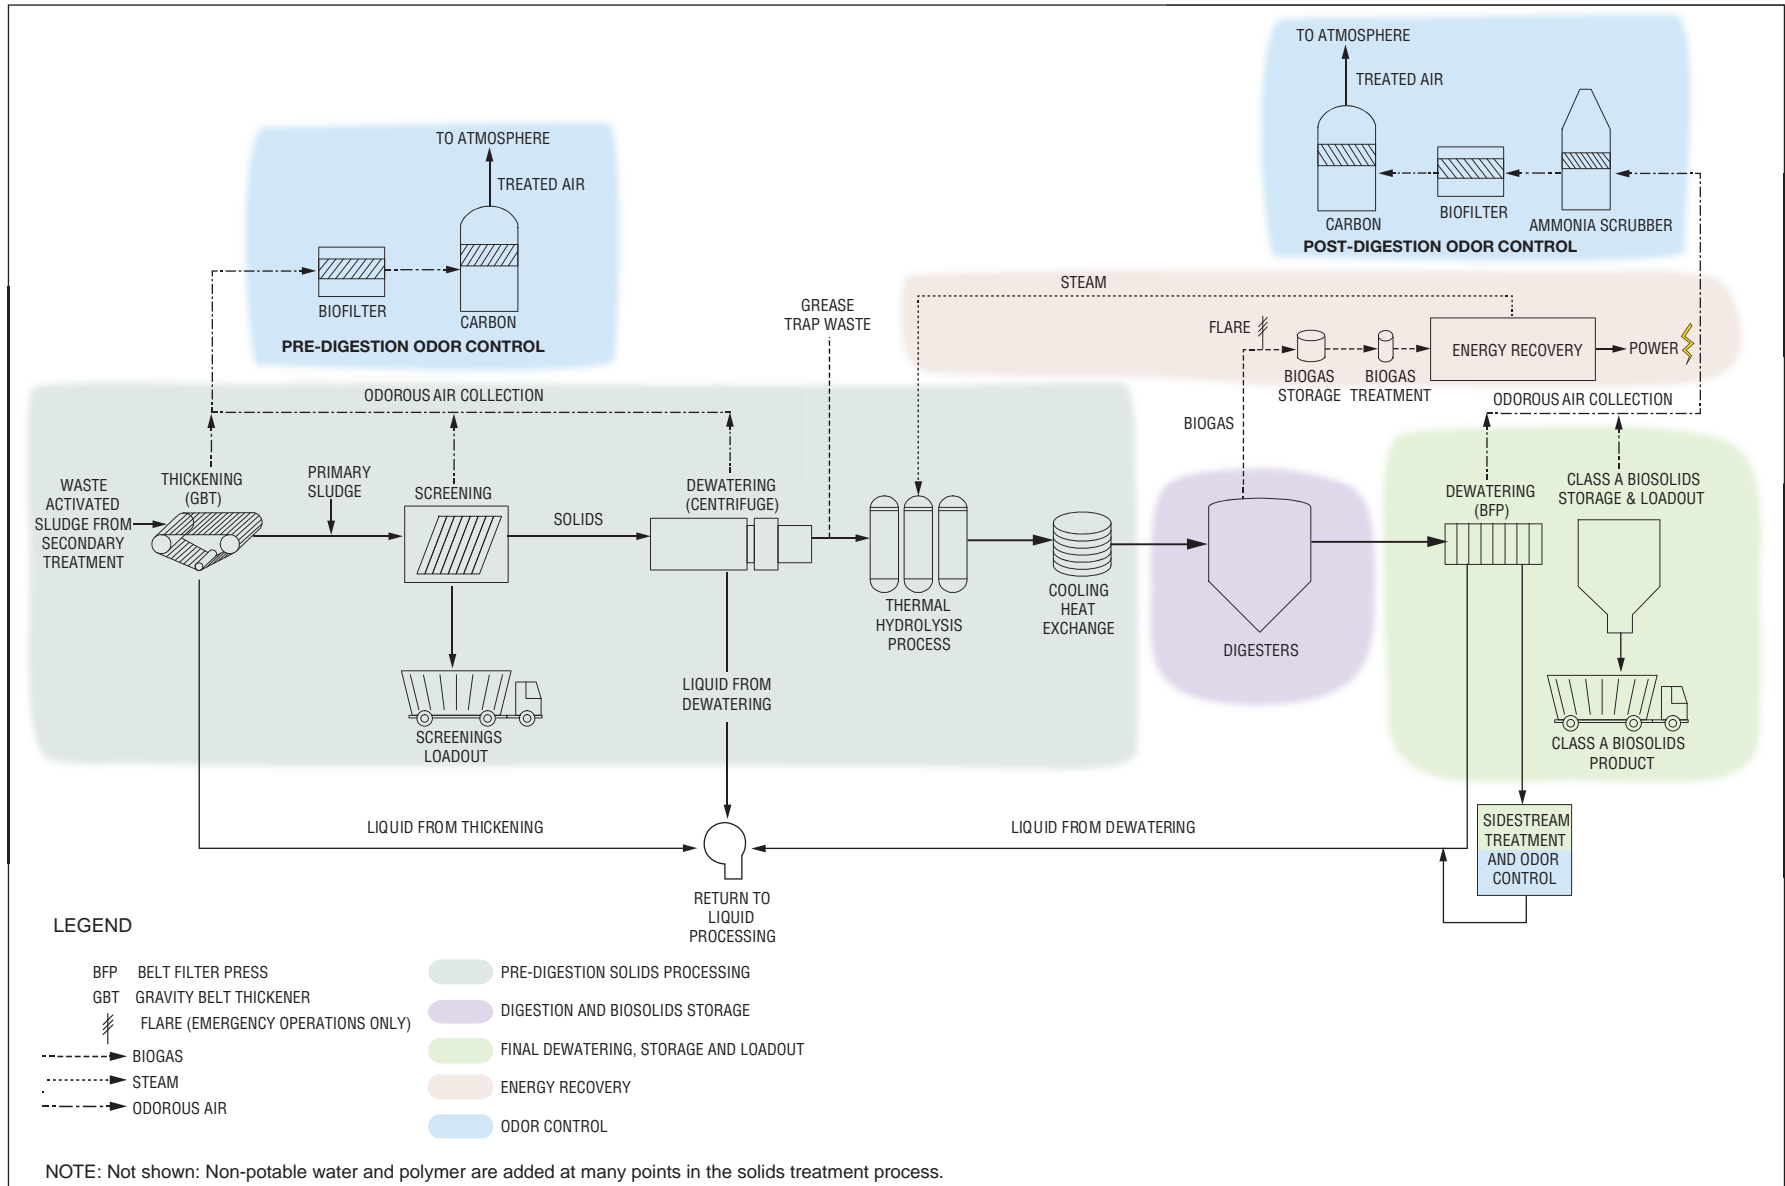 TO ATMOSPHERE
TREATED AIR
CARBON
BIOFILTER
AMMONIA SCRUBBER
POST-DIGESTION ODOR CONTROL
TO ATMOSPHERE
TREATED AIR
BIOFILTER
CARBON
PRE-DIGESTION ODOR CONTROL
STEAM
GREASE
TRAP WASTE
FLARE
BIOGAS
STORAGE
BIOGAS
TREATMENT
ENERGY RECOVERY
POWER
BIOGAS
ODOROUS AIR COLLECTION
ODOROUS AIR COLLECTION
WASTE
ACTIVATED
SLUDGE FROM
SECONDARY
TREATMENT
THICKENING
(GBT)
PRIMARY
SLUDGE
SCREENING
SOLIDS
DEWATERING
(CENTRIFUGE)
THERMAL
HYDROLYSIS
PROCESS
COOLING
HEAT
EXCHANGE
DIGESTERS
DEWATERING
(BFP)
CLASS A BIOSOLIDS
STORAGE & LOADOUT
SCREENINGS
LOADOUT
LIQUID FROM
DEWATERING
CLASS A BIOSOLIDS
PRODUCT
LIQUID FROM THICKENING
LIQUID FROM DEWATERING
SIDESTREAM
TREATMENT
AND ODOR
CONTROL
RETURN TO
LIQUID
PROCESSING
LEGEND
BFP BELT FILTER PRESS
GBT GRAVITY BELT THICKENER
FLARE (EMERGENCY OPERATIONS ONLY)
BIOGAS
STEAM
ODOROUS AIR
PRE-DIGESTION SOLIDS PROCESSING
DIGESTION AND BIOSOLIDS STORAGE
FINAL DEWATERING, STORAGE AND LOADOUT
ENERGY RECOVERY
ODOR CONTROL
NOTE: Not shown: Non-potable water and polymer are added at many points in the solids treatment process.